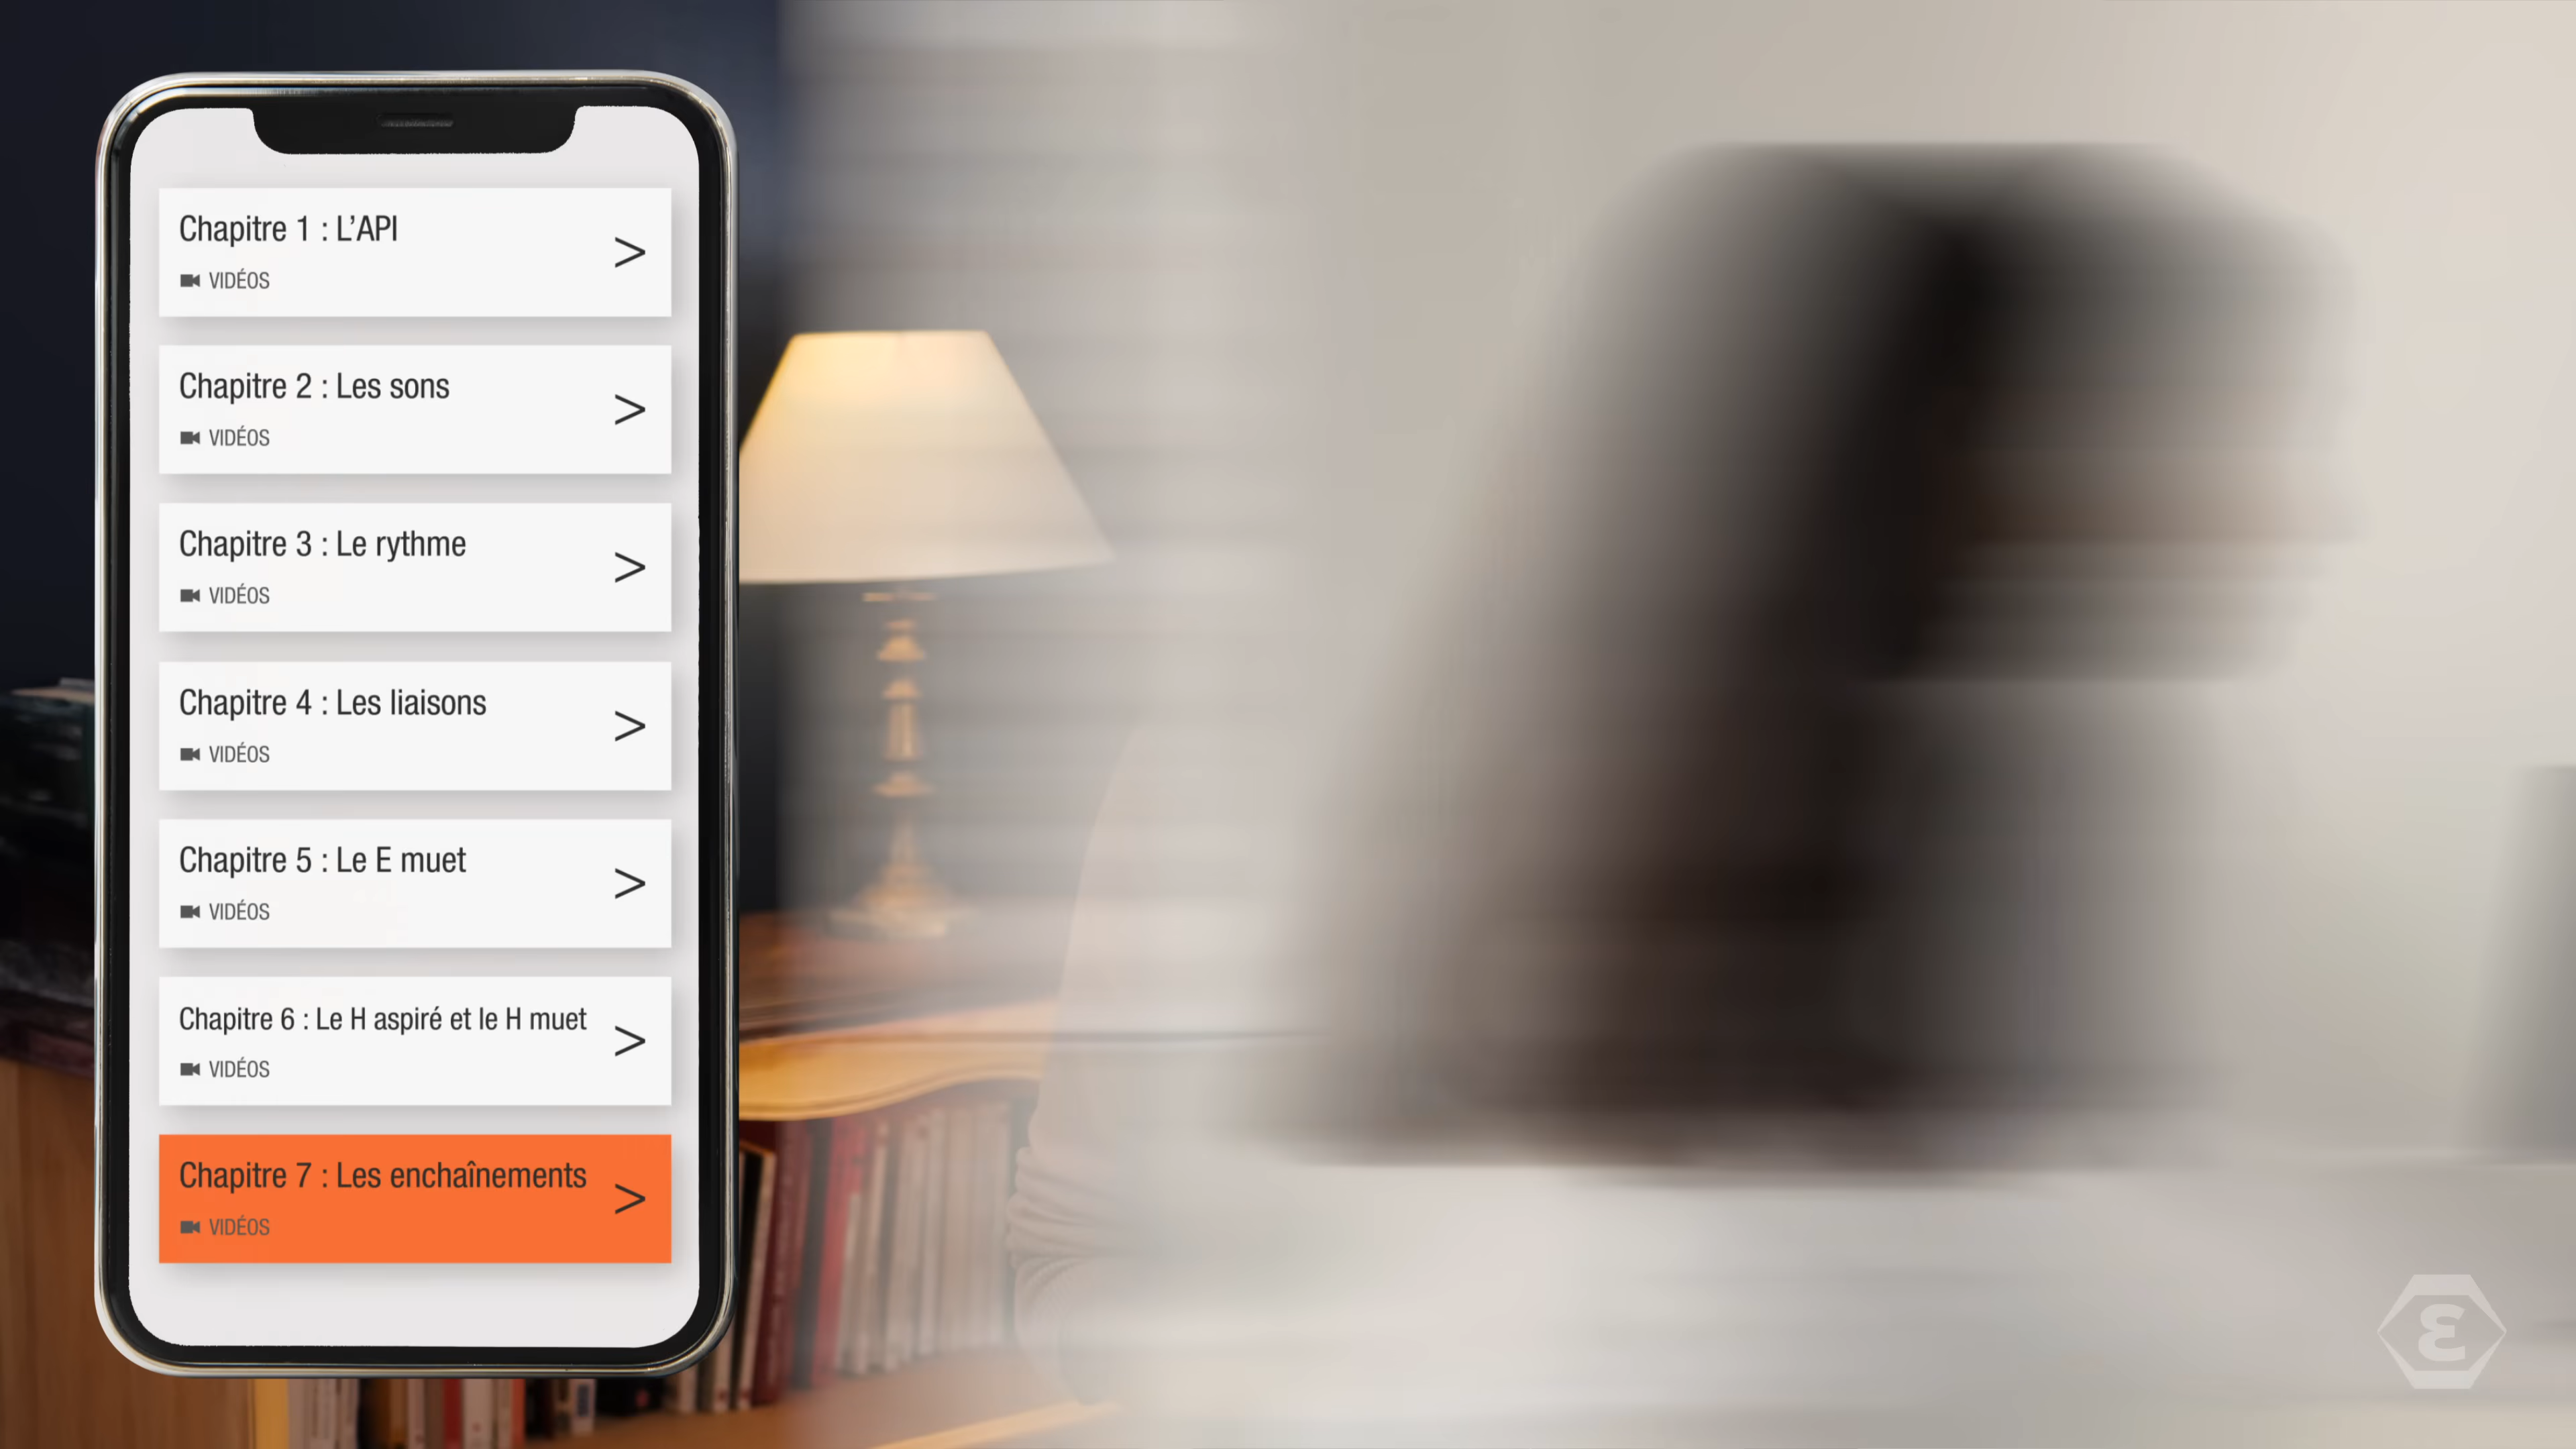 Chapitre 1 : L’API
VIDÉOS
>
Chapitre 2 : Les sons
VIDÉOS
>
Chapitre 3 : Le rythme
VIDÉOS
>
Chapitre 4 : Les liaisons
VIDÉOS
>
Chapitre 5 : Le E muet
VIDÉOS
>
Chapitre 6 : Le H aspiré et le H muet
VIDÉOS
>
Chapitre 7 : Les enchaînements
VIDÉOS
>
ε